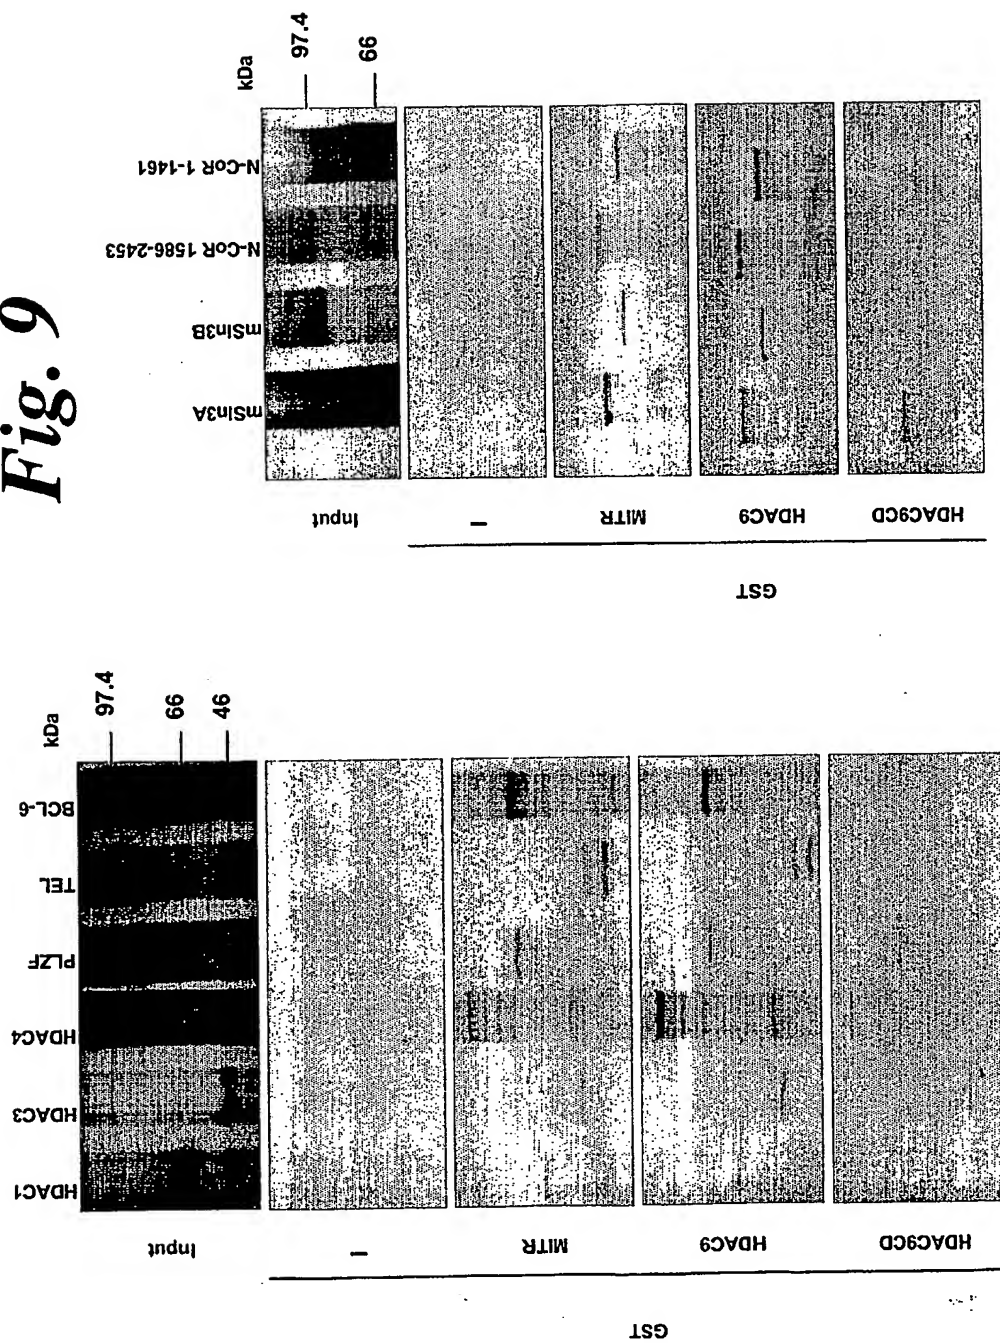 Fig. 9
kDa
97.4
66
N-CoR 1-1461
N-CoR 1586-2453
mSin3B
mSin3A
Input
–
MITR
HDAC9
HDAC9CD
GST
kDa
97.4
66
46
BCL-6
TEL
PLZF
HDAC4
HDAC3
HDAC1
Input
–
MITR
HDAC9
HDAC9CD
GST